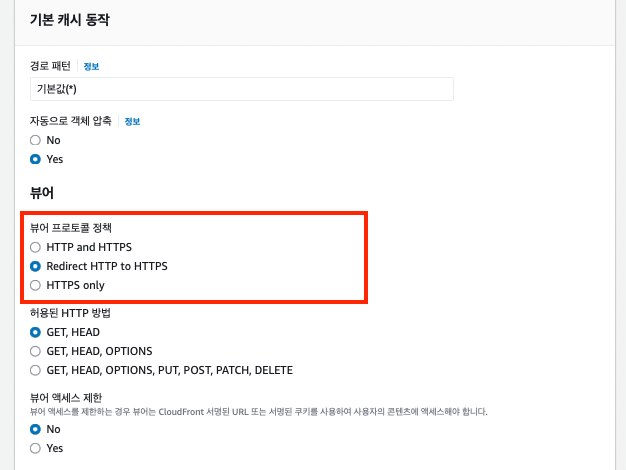 기본 캐시 동작
경로 패턴 정보
기본값(*)
자동으로 객체 압축 정보
No
Yes
뷰어
뷰어 프로토콜 정책
HTTP and HTTPS
Redirect HTTP to HTTPS
HTTPS only
허용된 HTTP 방법
GET, HEAD
GET, HEAD, OPTIONS
GET, HEAD, OPTIONS, PUT, POST, PATCH, DELETE
뷰어 액세스 제한
뷰어 액세스를 제한하는 경우 뷰어는 CloudFront 서명된 URL 또는 서명된 쿠키를 사용하여 사용자의 콘텐츠에 액세스해야 합니다.
No
Yes